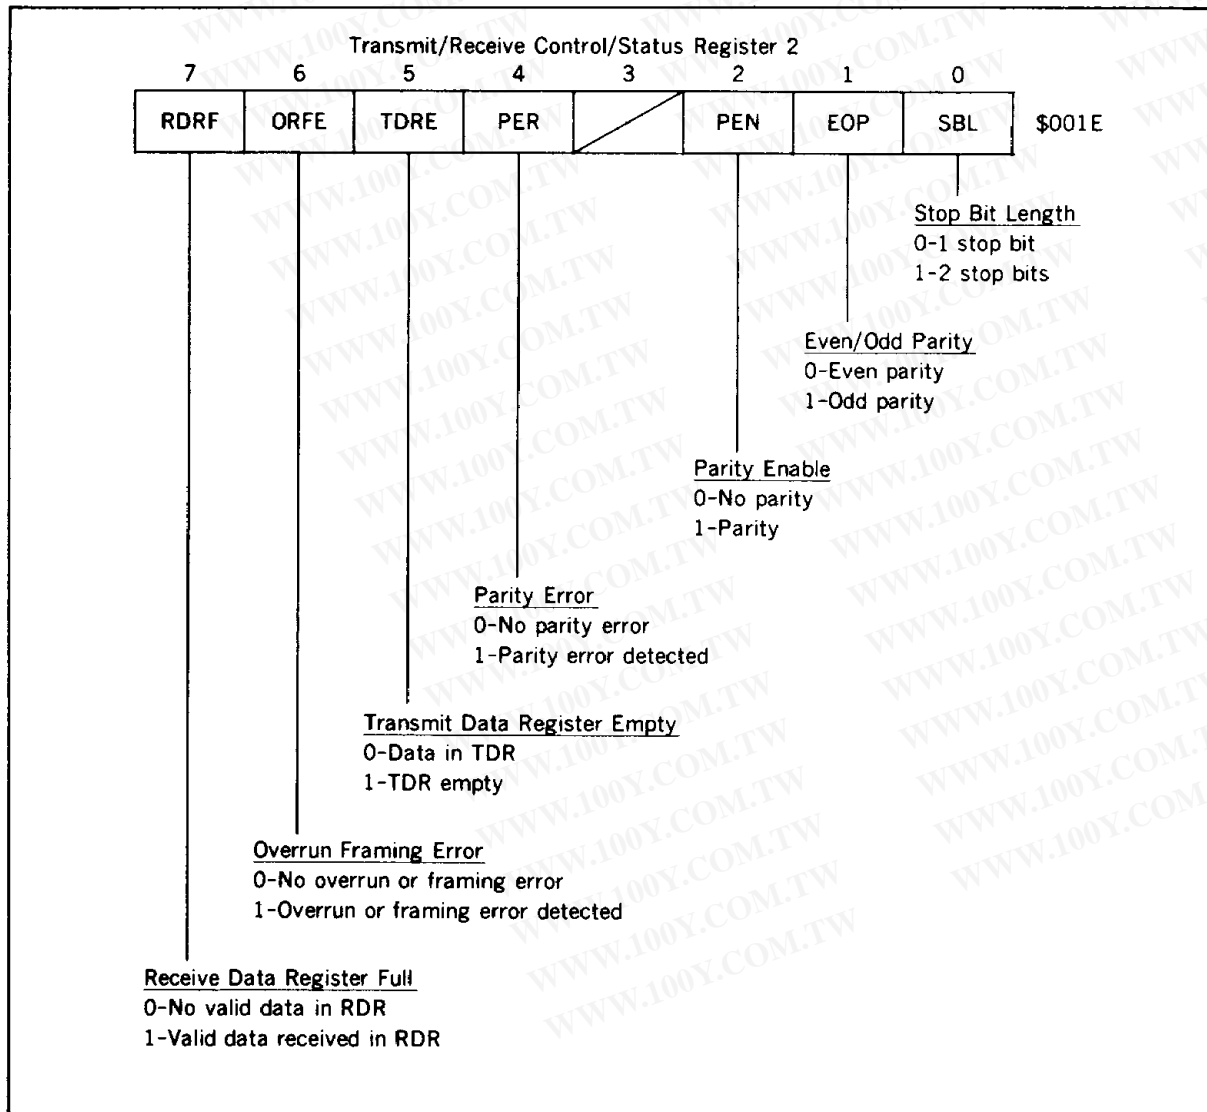 Transmit/Receive Control/Status Register 2
7 6 5 4 3 2 1 0
RDRF ORFE TDRE PER PEN EOP SBL $001E
Stop Bit Length
0-1 stop bit
1-2 stop bits
Even/Odd Parity
0-Even parity
1-Odd parity
Parity Enable
0-No parity
1-Parity
Parity Error
0-No parity error
1-Parity error detected
Transmit Data Register Empty
0-Data in TDR
1-TDR empty
Overrun Framing Error
0-No overrun or framing error
1-Overrun or framing error detected
Receive Data Register Full
0-No valid data in RDR
1-Valid data received in RDR
WWW.100Y.COM.TW